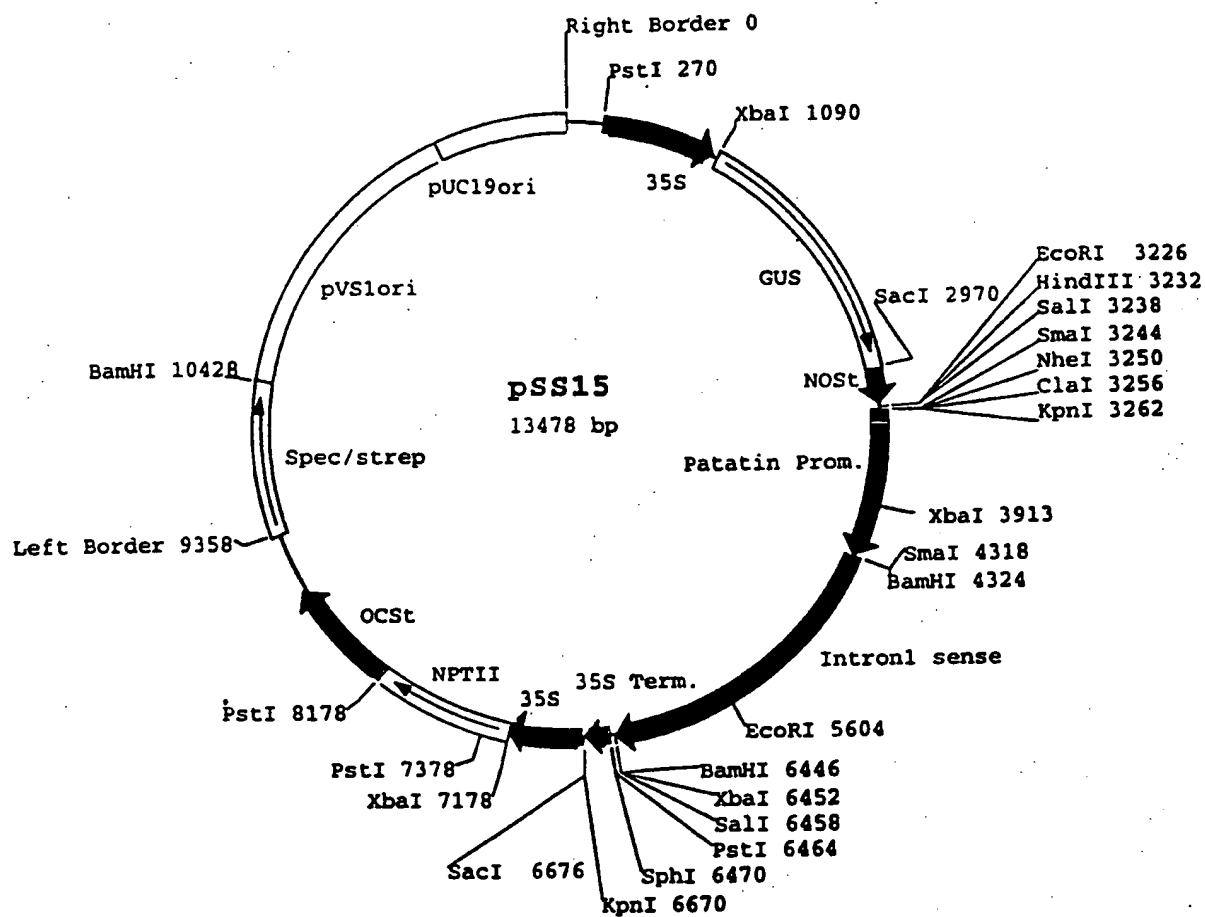 Right Border 0
PstI 270
XbaI 1090
35S
pUC19ori
GUS
pVS1ori
SacI 2970
EcoRI 3226
HindIII 3232
SalI 3238
SmaI 3244
NheI 3250
ClaI 3256
KpnI 3262
BamHI 10428
NOSt
pSS15
13478 bp
Spec/strep
Patatin Prom.
XbaI 3913
SmaI 4318
BamHI 4324
Left Border 9358
OCSt
Intron1 sense
NPTII
35S
35S Term.
PstI 8178
EcoRI 5604
PstI 7378
XbaI 7178
BamHI 6446
XbaI 6452
SalI 6458
PstI 6464
SphI 6470
SacI 6676
KpnI 6670